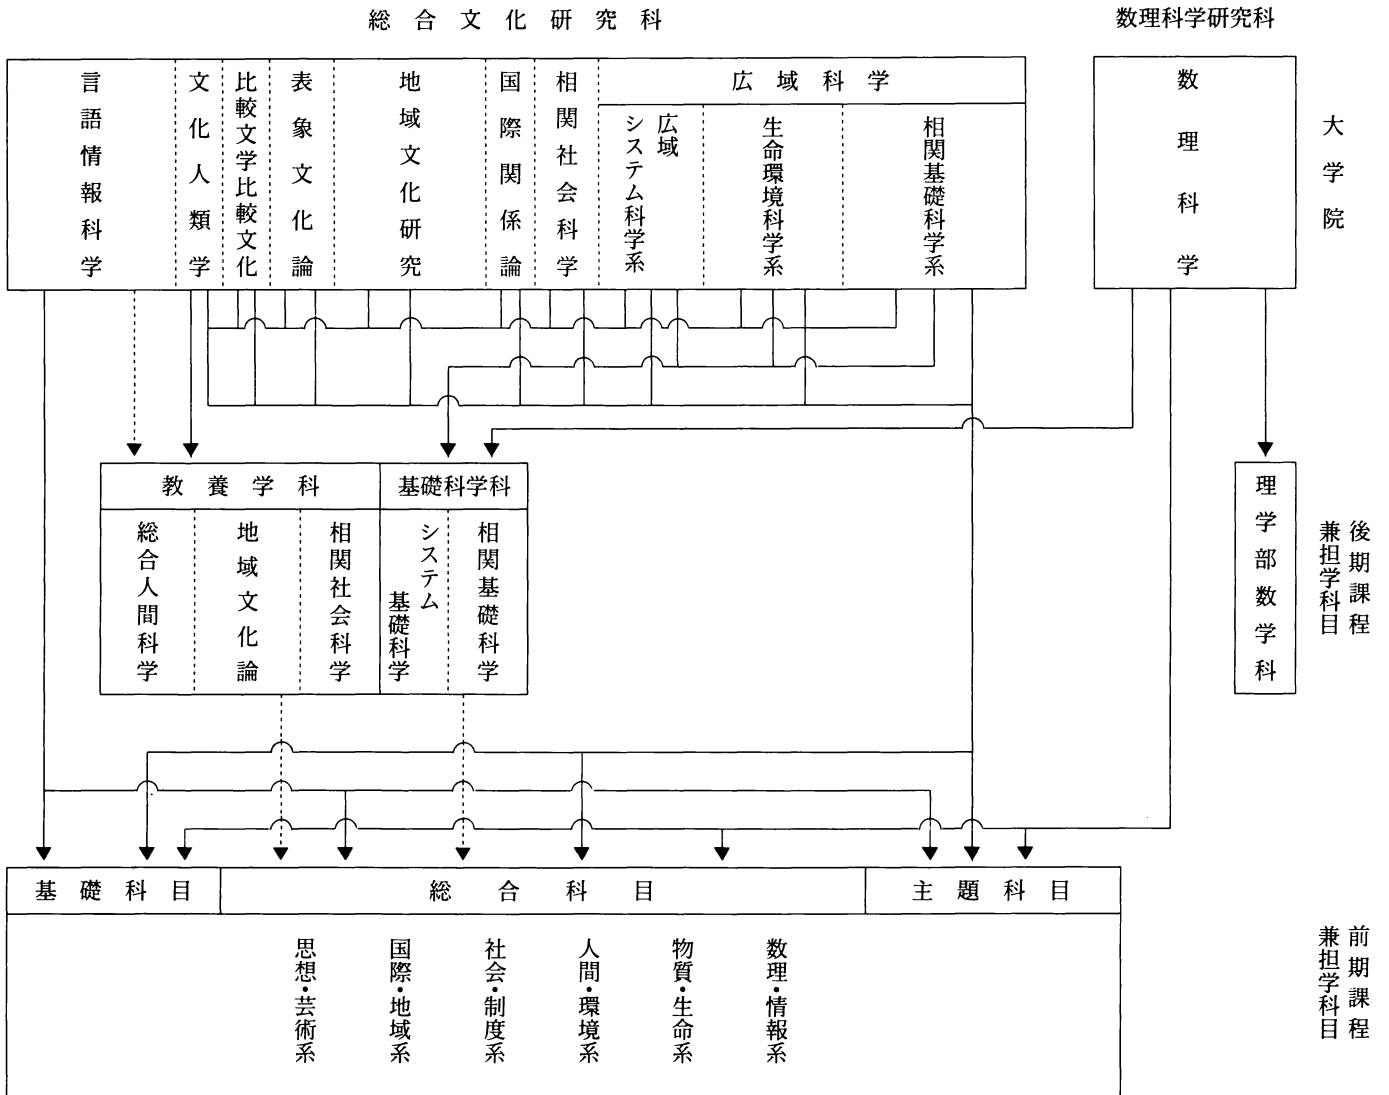 総合文化研究科
数理科学研究科
言語情報科学
文化人類学
比較文学比較文化
表象文化論
地域文化研究
国際関係論
相関社会科学
広域科学
広域
システム科学系
生命環境科学系
相関基礎科学系
数理科学
大学院
教養学科
基礎科学科
総合人間科学
地域文化論
相関社会科学
システム
基礎科学
相関基礎科学
理学部数学科
後期課程
兼担学科目
基礎科目
総合科目
主題科目
思想・芸術系
国際・地域系
社会・制度系
人間・環境系
物質・生命系
数理・情報系
前期課程
兼担学科目